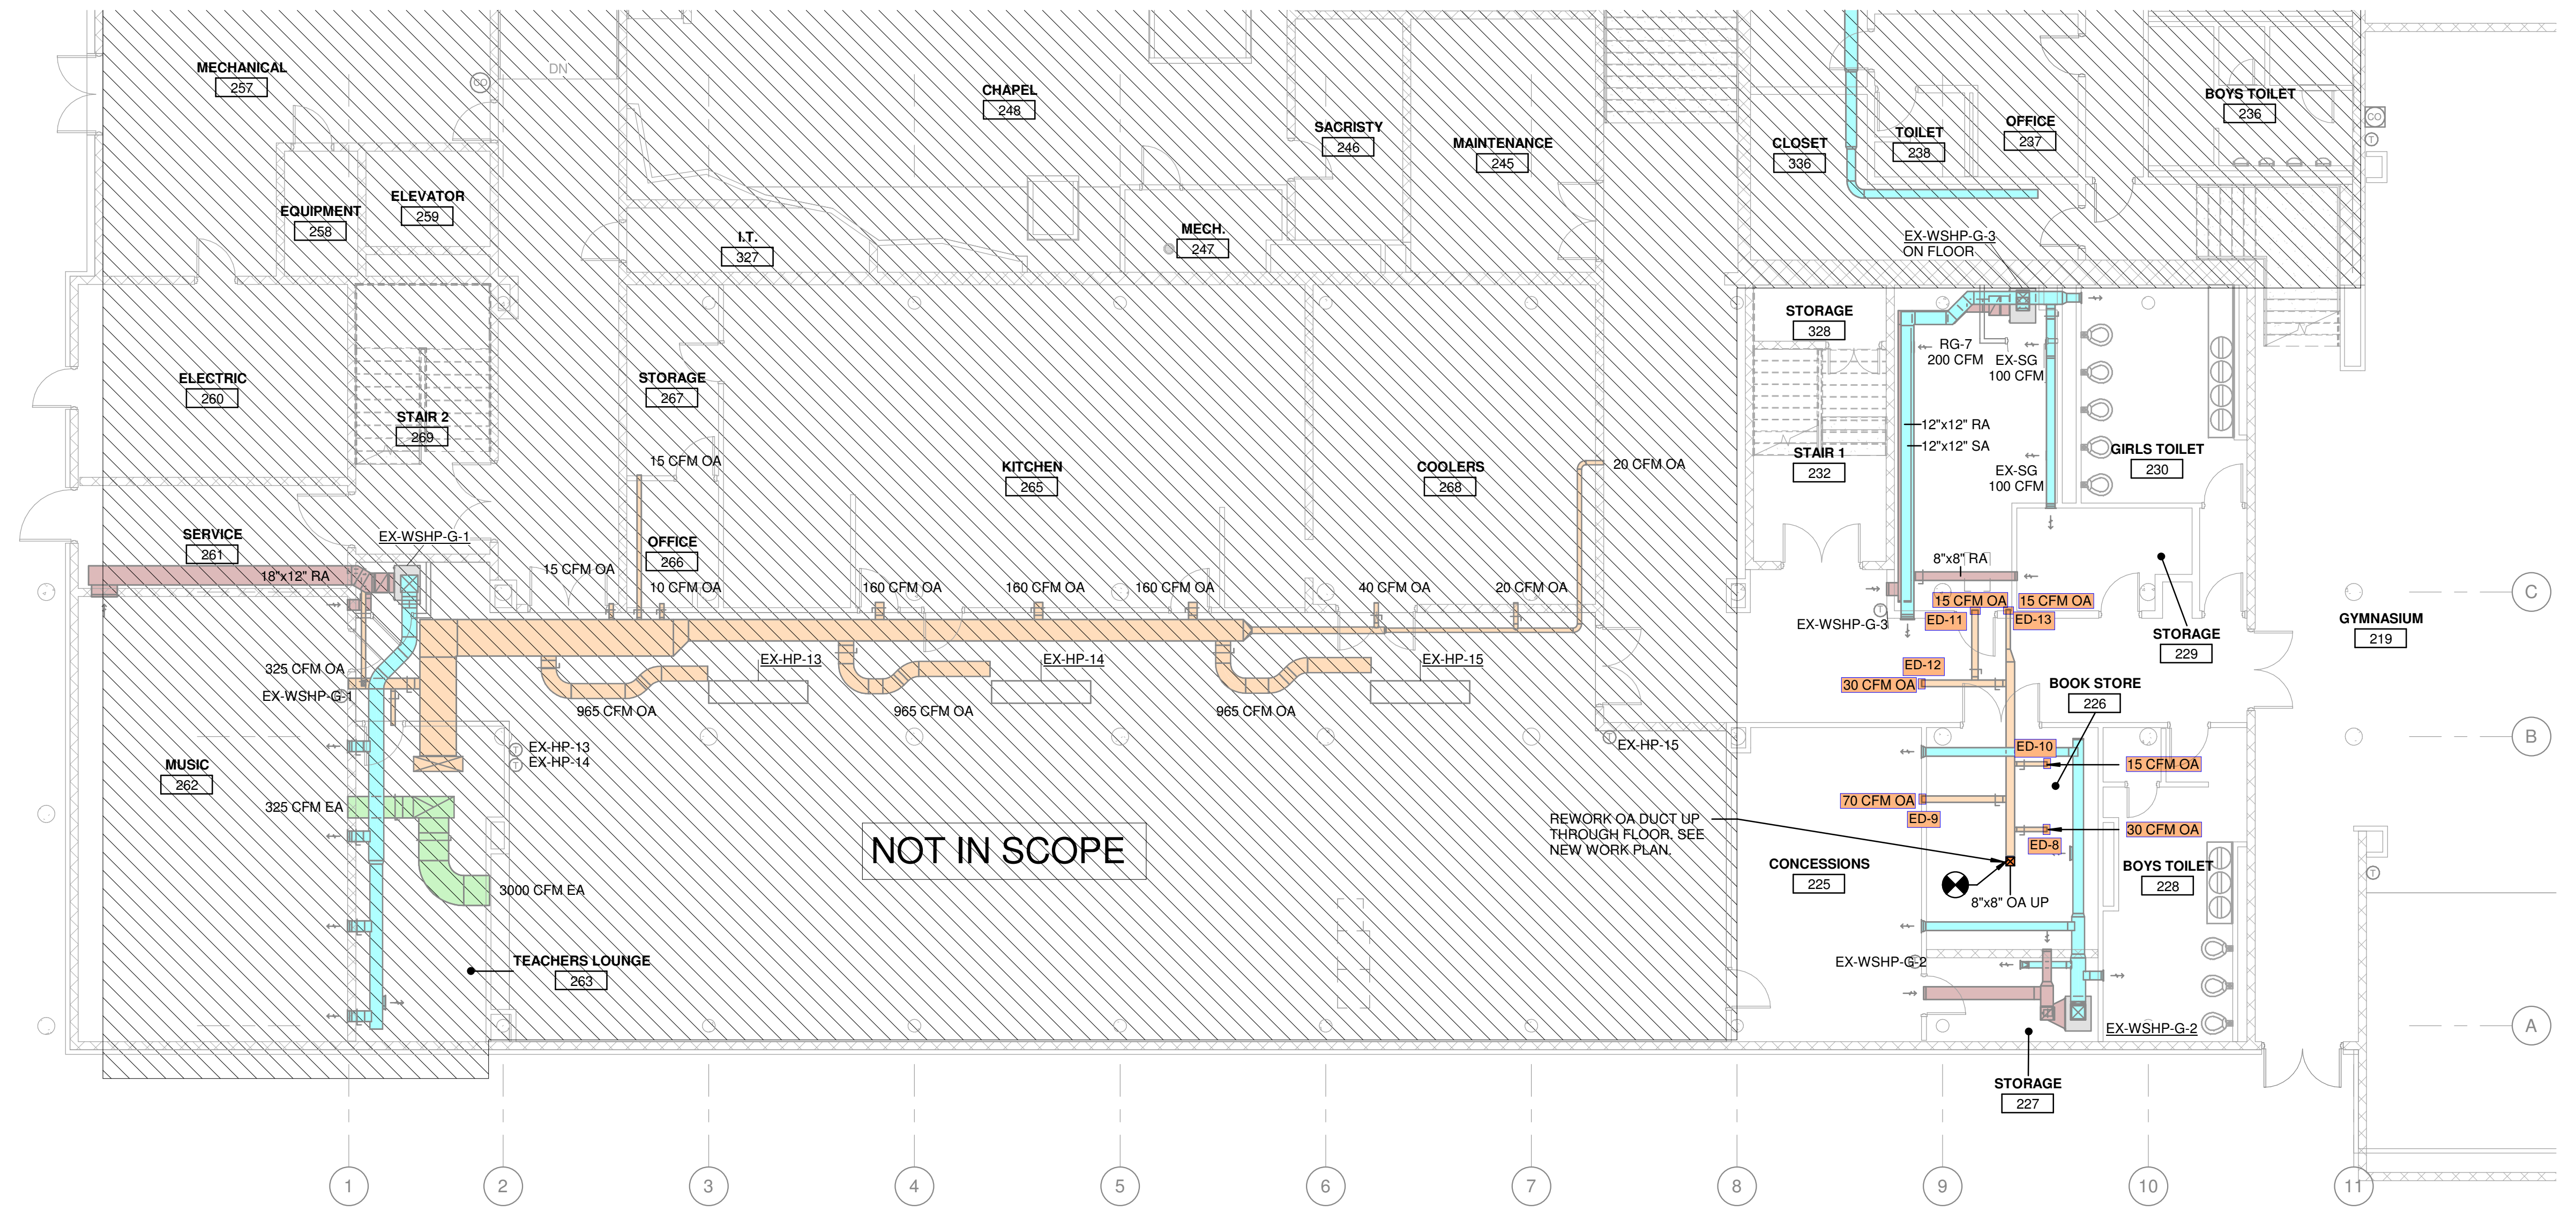 MECHANICAL
257
CO
DN
CHAPEL
248
SACRISTY
246
MAINTENANCE
245
CLOSET
336
TOILET
238
OFFICE
237
BOYS TOILET
236
CO
T
EQUIPMENT
258
ELEVATOR
259
I.T.
327
MECH.
247
EX-WSHP-G-3
ON FLOOR
STORAGE
328
RG-7
200 CFM
EX-SG
100 CFM
ELECTRIC
260
STAIR 2
269
STORAGE
267
15 CFM OA
KITCHEN
265
COOLERS
268
20 CFM OA
STAIR 1
232
12"x12" RA
12"x12" SA
EX-SG
100 CFM
GIRLS TOILET
230
SERVICE
261
EX-WSHP-G-1
18"x12" RA
15 CFM OA
OFFICE
266
10 CFM OA
160 CFM OA
160 CFM OA
160 CFM OA
40 CFM OA
20 CFM OA
8"x8" RA
15 CFM OA
15 CFM OA
ED-11
ED-13
T
EX-WSHP-G-3
STORAGE
229
GYMNASIUM
219
C
325 CFM OA
EX-WSHP-G-1
T
EX-HP-13
EX-HP-14
EX-HP-15
965 CFM OA
965 CFM OA
965 CFM OA
ED-12
30 CFM OA
BOOK STORE
226
T
EX-HP-13
T
EX-HP-14
T
EX-HP-15
B
MUSIC
262
325 CFM EA
ED-10
15 CFM OA
70 CFM OA
ED-9
30 CFM OA
ED-8
REWORK OA DUCT UP
THROUGH FLOOR. SEE
NEW WORK PLAN.
NOT IN SCOPE
3000 CFM EA
CONCESSIONS
225
8"x8" OA UP
BOYS TOILET
228
T
TEACHERS LOUNGE
263
EX-WSHP-G-2
T
EX-WSHP-G-2
A
STORAGE
227
1
2
3
4
5
6
7
8
9
10
11